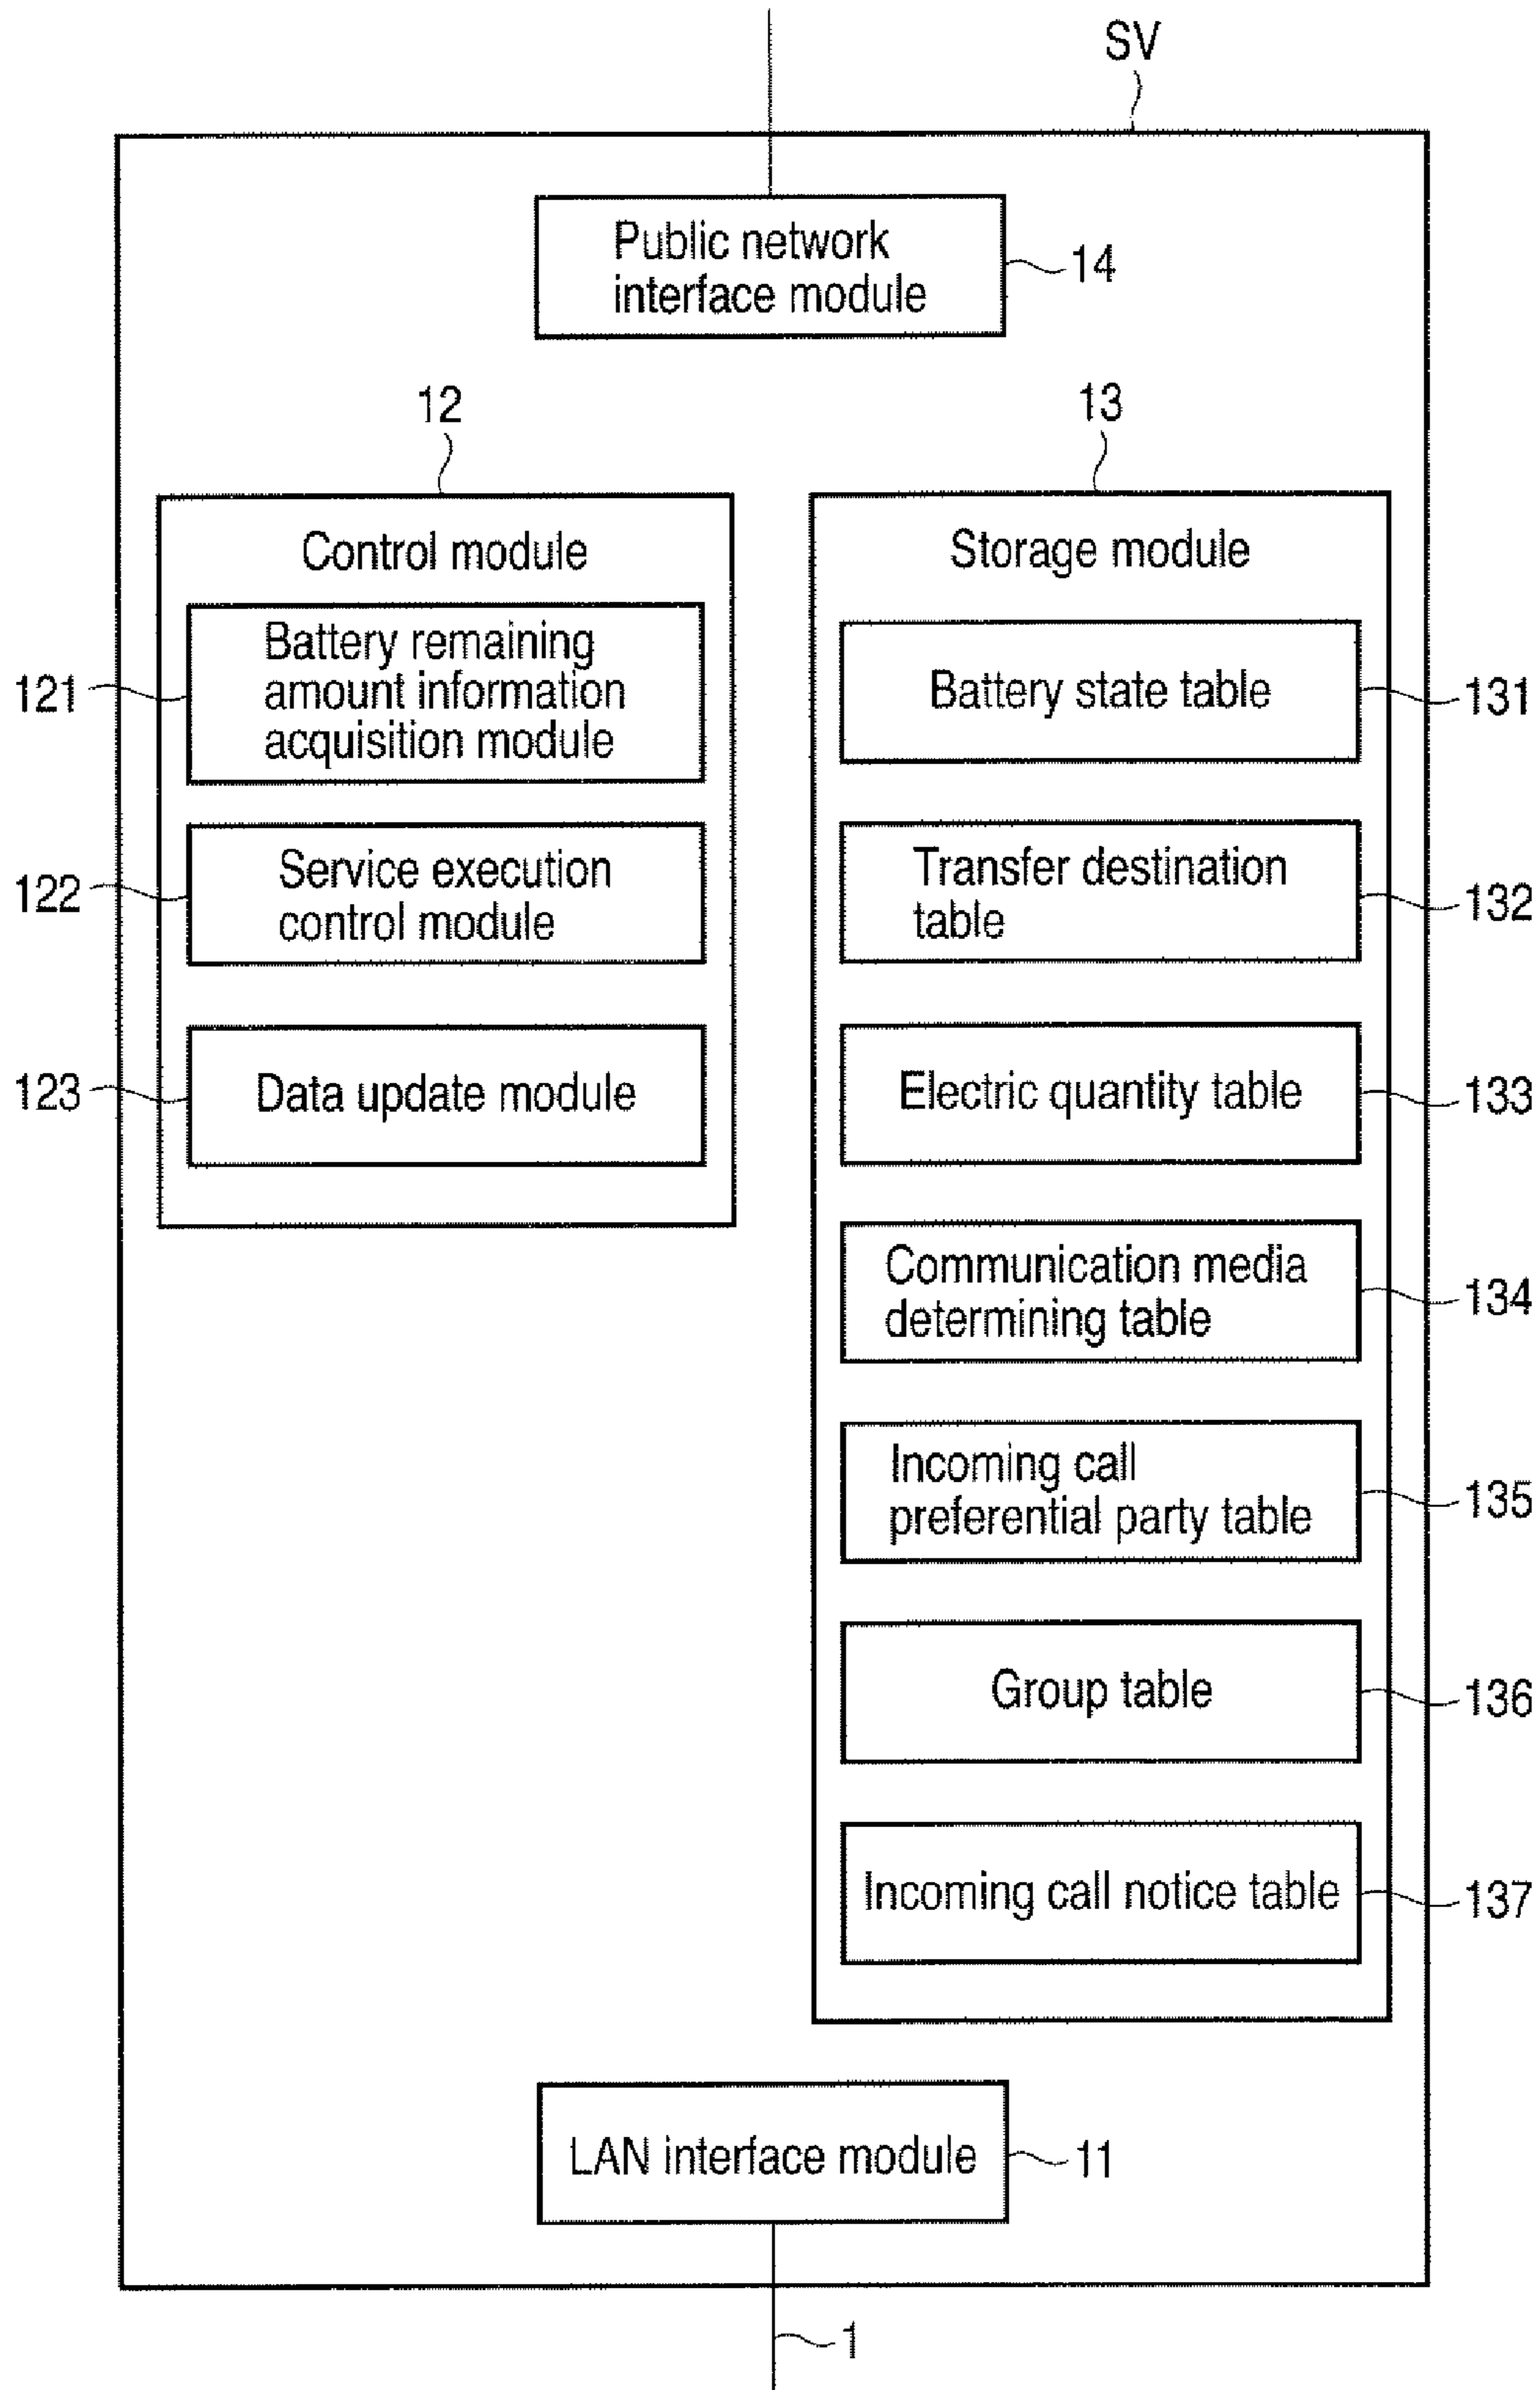 SV
Public network
interface module
14
12
Control module
121
Battery remaining
amount information
acquisition module
122
Service execution
control module
123
Data update module
13
Storage module
Battery state table
131
Transfer destination
table
132
Electric quantity table
133
Communication media
determining table
134
Incoming call
preferential party table
135
Group table
136
Incoming call notice table
137
LAN interface module
11
1